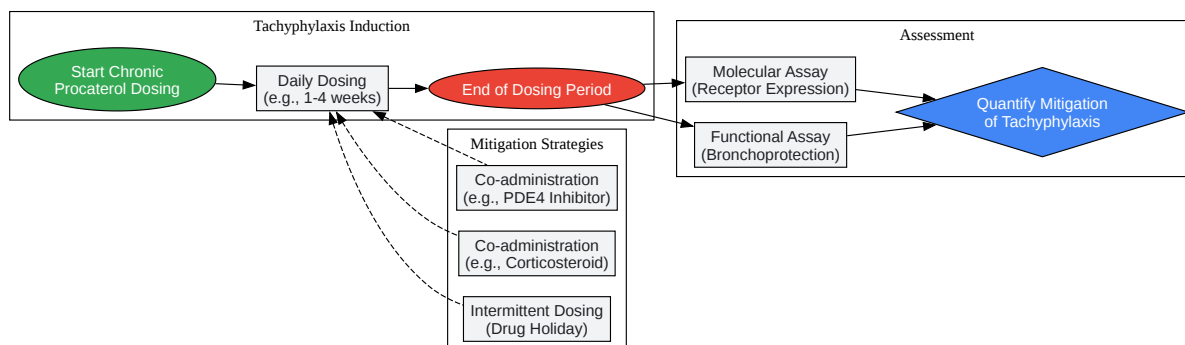 Tachyphylaxis Induction
Start Chronic
Procaterol Dosing
Daily Dosing
(e.g., 1-4 weeks)
End of Dosing Period
Mitigation Strategies
Co-administration
(e.g., PDE4 Inhibitor)
Co-administration
(e.g., Corticosteroid)
Intermittent Dosing
(Drug Holiday)
Assessment
Molecular Assay
(Receptor Expression)
Functional Assay
(Bronchoprotection)
Quantify Mitigation
of Tachyphylaxis